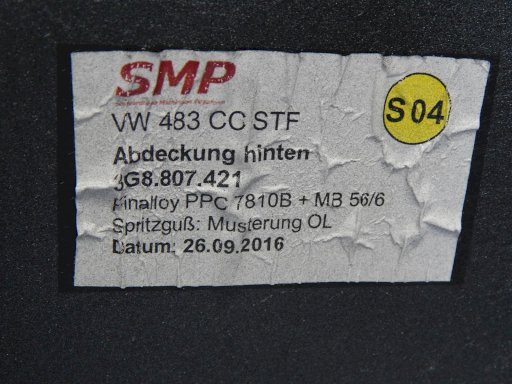 SMP
S 04
VW 483 CC STF
Abdeckung hinten
3G8.807.421
Finalloy PPC 7810B + MB 56/6
Spritzguß: Musterung OL
Datum: 26.09.2016